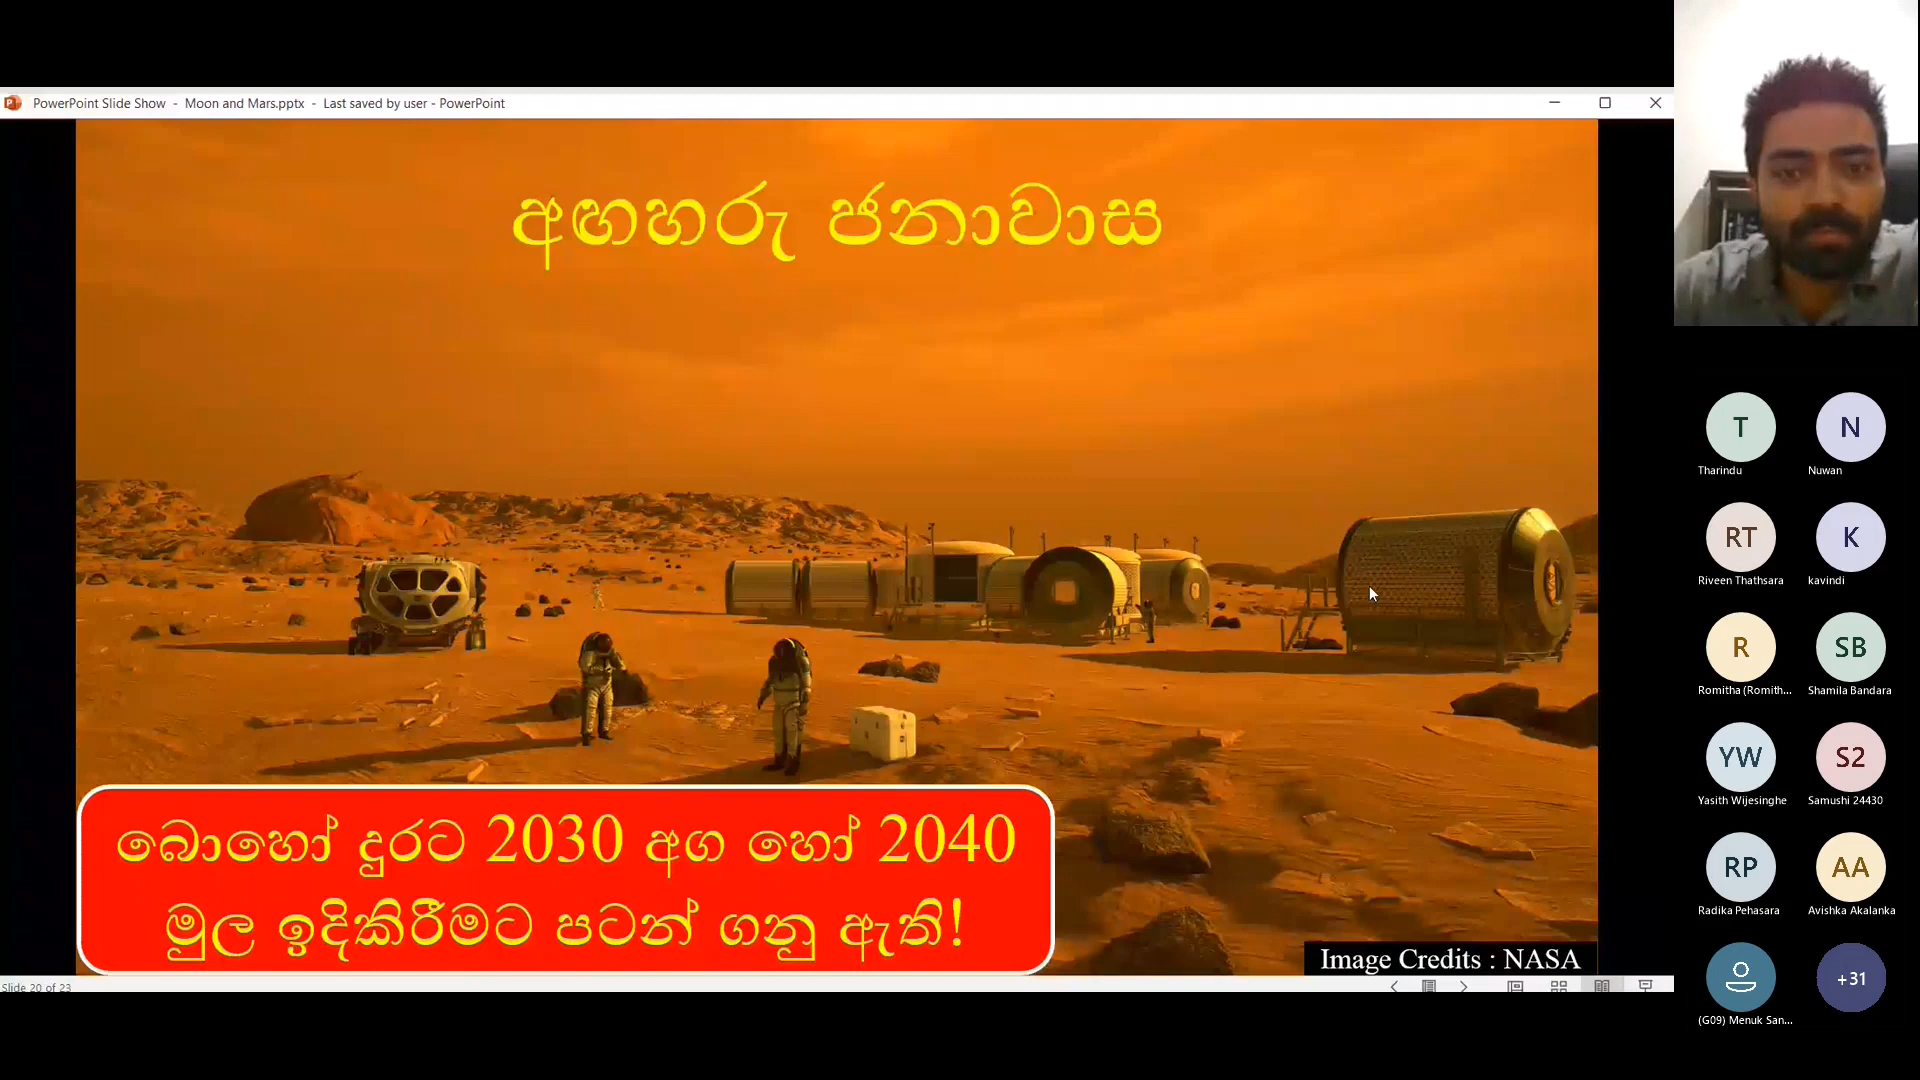 PowerPoint Slide Show - Moon and Mars.pptx - Last saved by user - PowerPoint
අඟහරු ජනාවාස
බොහෝ දුරට 2030 අග හෝ 2040
මුල ඉදිකිරීමට පටන් ගනු ඇති!
Image Credits : NASA
Slide 20 of 23
T
Tharindu
N
Nuwan
RT
Riveen Thathsara
K
kavindi
R
Romitha (Romith...
SB
Shamila Bandara
YW
Yasith Wijesinghe
S2
Samushi 24430
RP
Radika Pehasara
AA
Avishka Akalanka
(G09) Menuk San...
+31